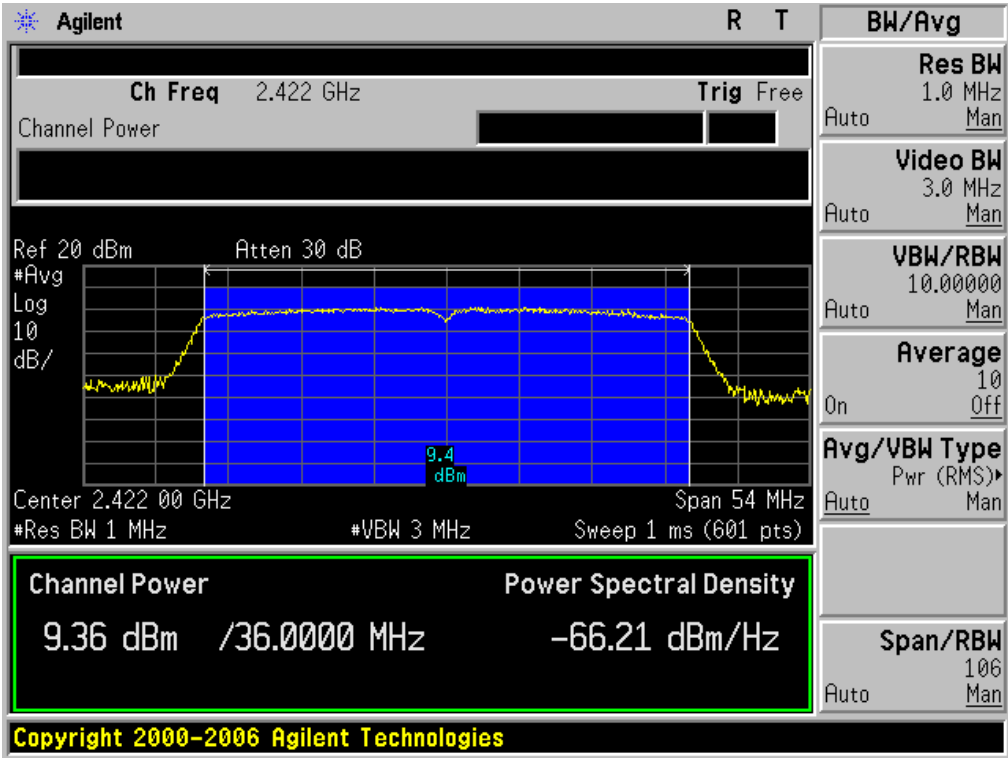 Agilent R T
Ch Freq 2.422 GHz Trig Free
Channel Power
Ref 20 dBm Atten 30 dB
#Avg
Log
10
dB/
9.4
dBm
Center 2.422 00 GHz Span 54 MHz
#Res BW 1 MHz #VBW 3 MHz Sweep 1 ms (601 pts)
Channel Power Power Spectral Density
9.36 dBm /36.0000 MHz -66.21 dBm/Hz
Copyright 2000-2006 Agilent Technologies
BW/Avg
Res BW
1.0 MHz
Auto Man
Video BW
3.0 MHz
Auto Man
VBW/RBW
10.00000
Auto Man
Average
10
On Off
Avg/VBW Type
Pwr (RMS)▸
Auto Man
Span/RBW
106
Auto Man